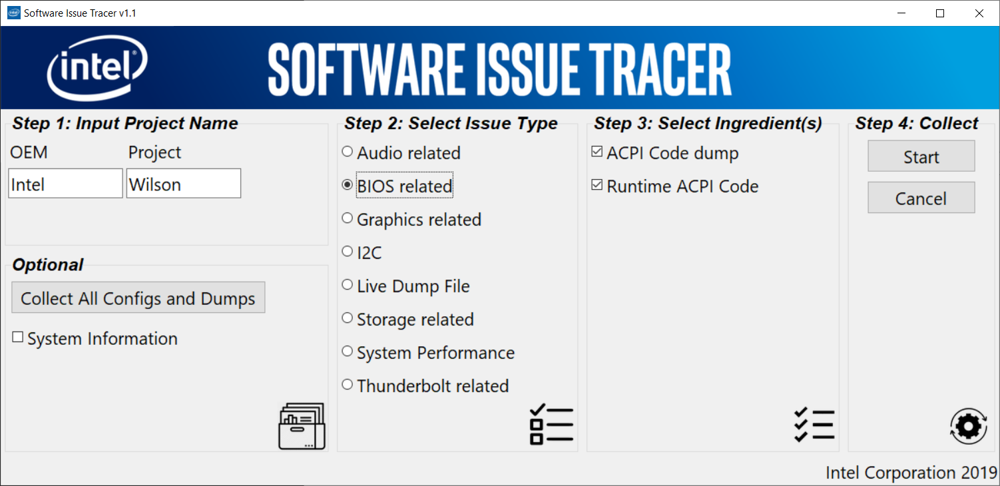 Software Issue Tracer v1.1
intel
SOFTWARE ISSUE TRACER
Step 1: Input Project Name
OEM Project
Intel Wilson
Optional
Collect All Configs and Dumps
System Information
Step 2: Select Issue Type
Audio related
BIOS related
Graphics related
I2C
Live Dump File
Storage related
System Performance
Thunderbolt related
Step 3: Select Ingredient(s)
ACPI Code dump
Runtime ACPI Code
Step 4: Collect
Start
Cancel
Intel Corporation 2019